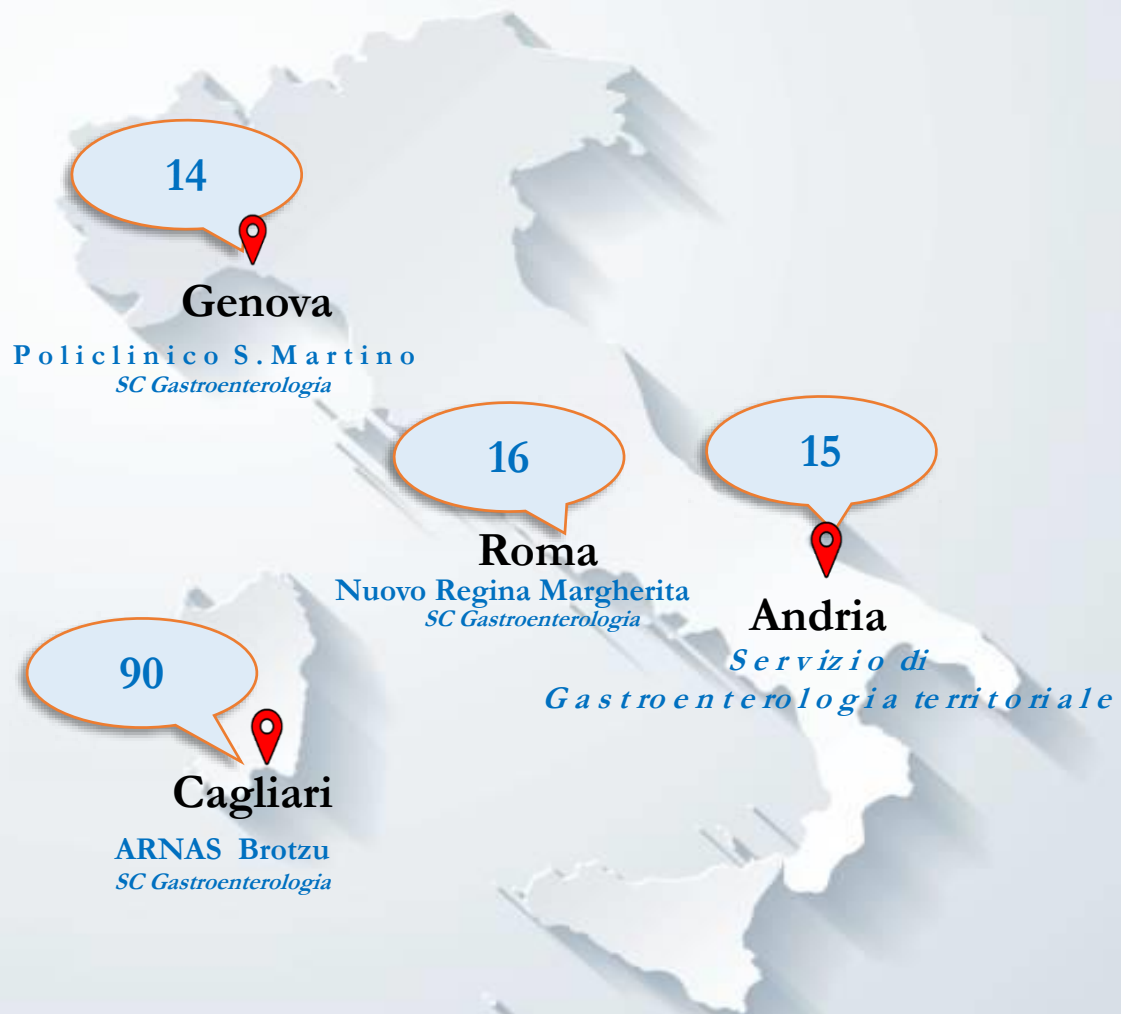 14
Genova
Policlinico S.Martino
SC Gastroenterologia
16
Roma
Nuovo Regina Margherita
SC Gastroenterologia
15
Andria
Servizio di
Gastroenterologia territoriale
90
Cagliari
ARNAS Brotzu
SC Gastroenterologia